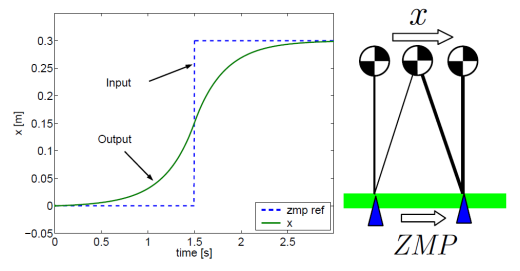 0.3
0.25
0.2
0.15
0.1
0.05
0
−0.05
x [m]
0
0.5
1
1.5
2
2.5
time [s]
Input
Output
zmp ref
x
x
ZMP